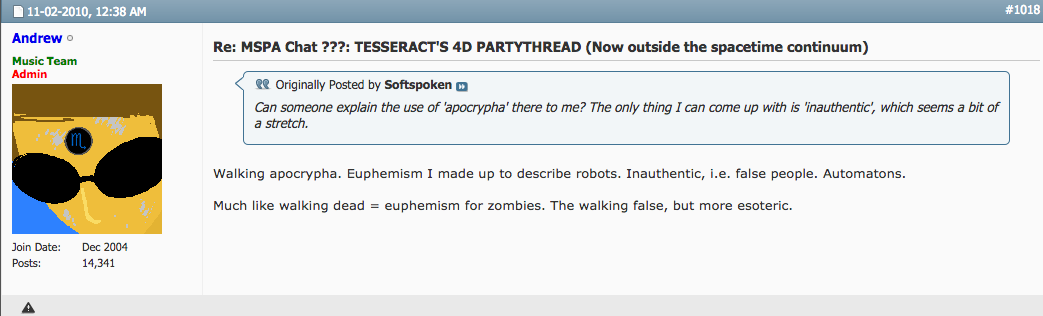 11-02-2010, 12:38 AM
#1018
Andrew
Music Team
Admin
♏
Join Date: Dec 2004
Posts: 14,341
Re: MSPA Chat ???: TESSERACT'S 4D PARTYTHREAD (Now outside the spacetime continuum)
Originally Posted by Softspoken
Can someone explain the use of 'apocrypha' there to me? The only thing I can come up with is 'inauthentic', which seems a bit of
a stretch.
Walking apocrypha. Euphemism I made up to describe robots. Inauthentic, i.e. false people. Automatons.
Much like walking dead = euphemism for zombies. The walking false, but more esoteric.